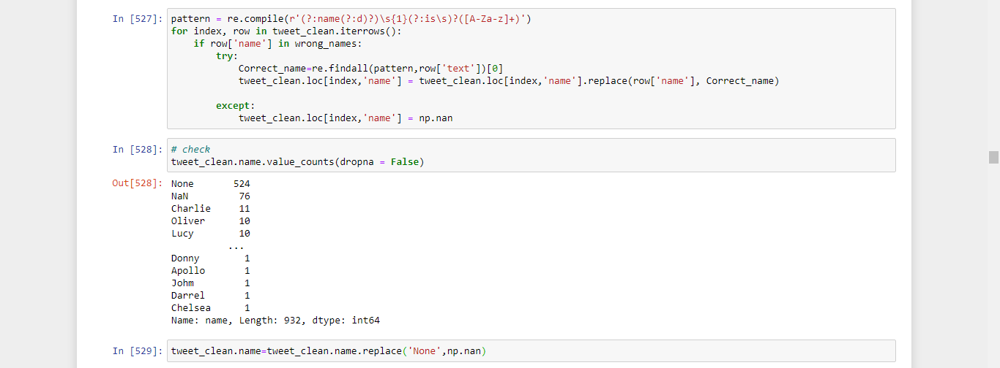 In [527]: pattern = re.compile(r'(?:name(?:d)?)\s{1}(?:is\s)?([A-Za-z]+)')
for index, row in tweet_clean.iterrows():
    if row['name'] in wrong_names:
        try:
            Correct_name=re.findall(pattern,row['text'])[0]
            tweet_clean.loc[index,'name'] = tweet_clean.loc[index,'name'].replace(row['name'], Correct_name)
        except:
            tweet_clean.loc[index,'name'] = np.nan
In [528]: # check
tweet_clean.name.value_counts(dropna = False)
Out[528]: None 524
NaN 76
Charlie 11
Oliver 10
Lucy 10
...
Donny 1
Apollo 1
Johm 1
Darrel 1
Chelsea 1
Name: name, Length: 932, dtype: int64
In [529]: tweet_clean.name=tweet_clean.name.replace('None',np.nan)